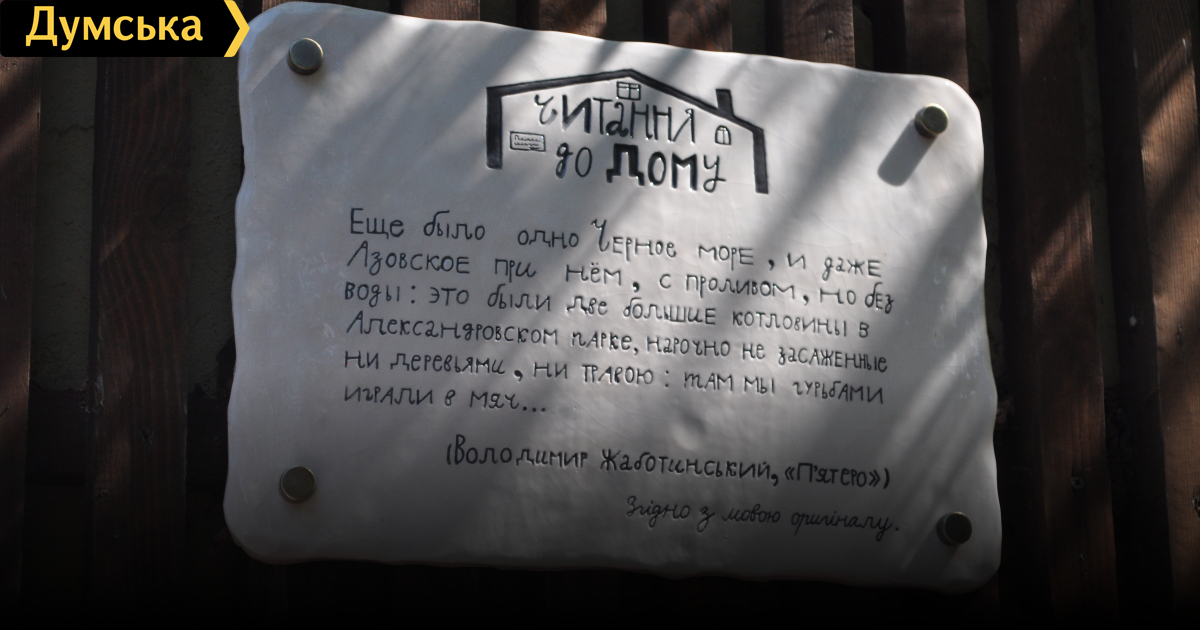 Думська
читання
до Дому
Еще было одно Черное море, и даже
Азовское при нём, с проливом, но без
воды: это были две большие котловины в
Александровском парке, нарочно не засаженные
ни деревьями, ни травою: там мы гурьбами
играли в мяч...
(Володимир Жаботинський, «П'ятеро»)
Згідно з мовою оригіналу.